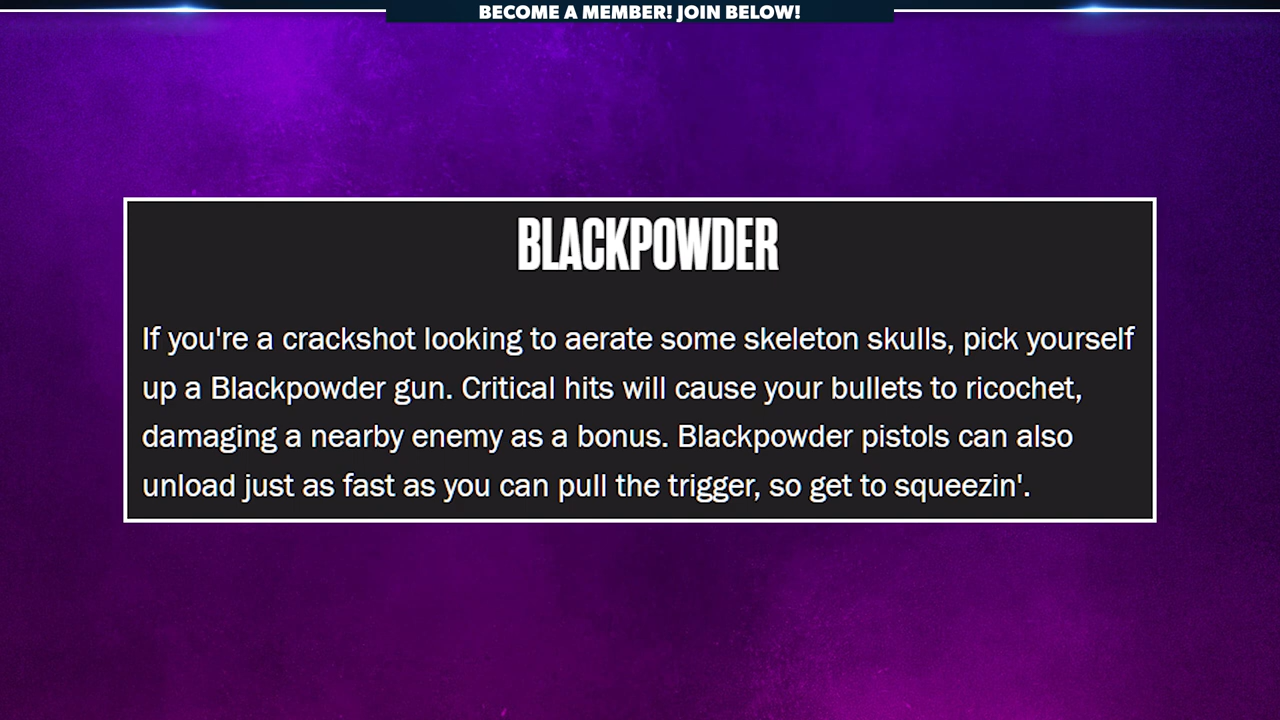 BECOME A MEMBER! JOIN BELOW!
BLACKPOWDER
If you're a crackshot looking to aerate some skeleton skulls, pick yourself
up a Blackpowder gun. Critical hits will cause your bullets to ricochet,
damaging a nearby enemy as a bonus. Blackpowder pistols can also
unload just as fast as you can pull the trigger, so get to squeezin'.